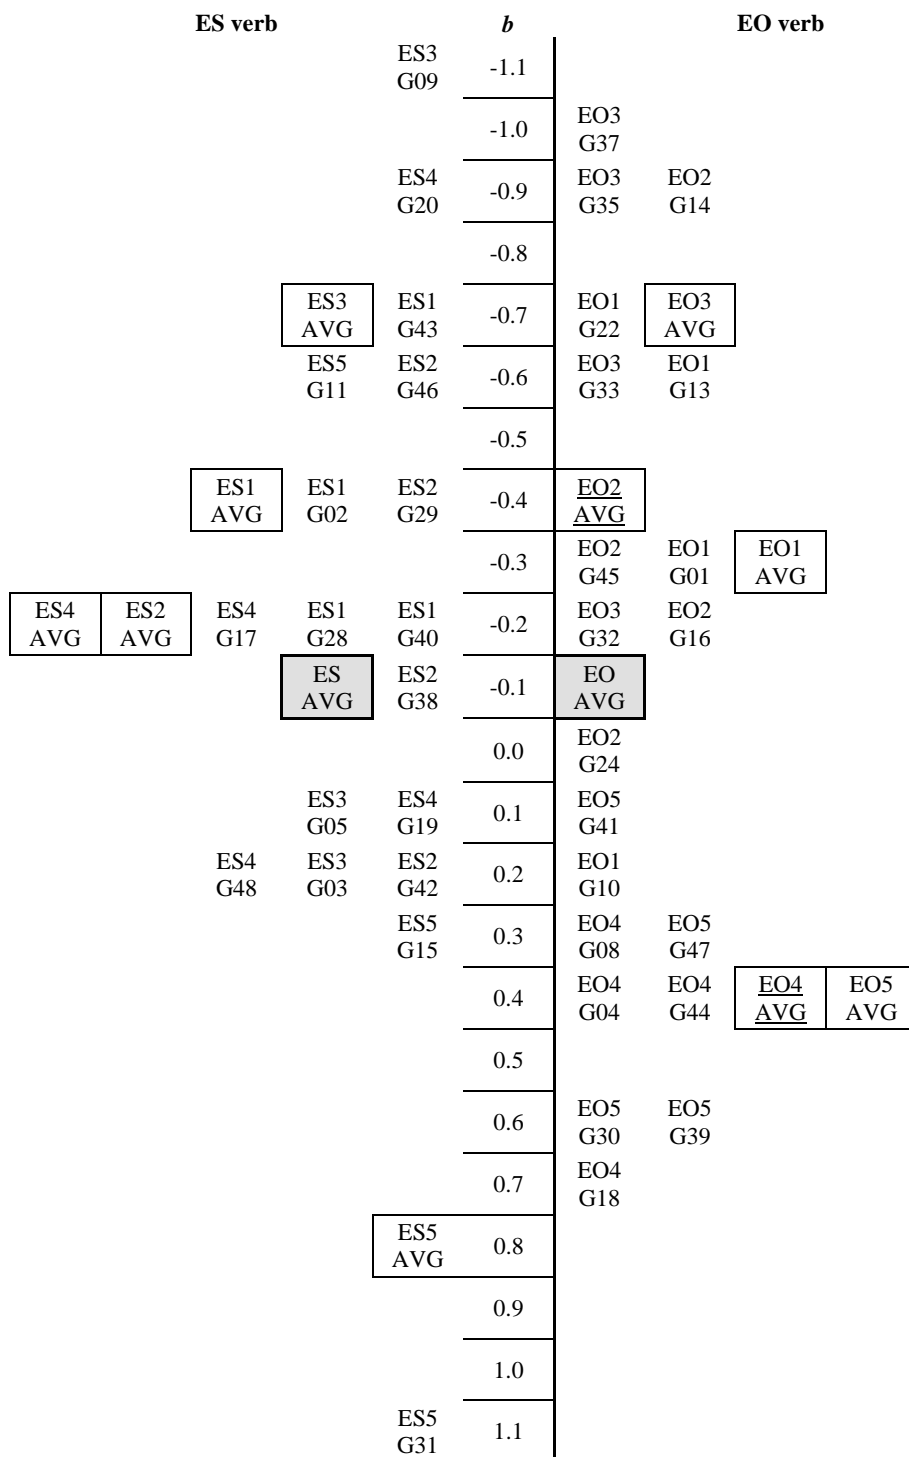 ES verb b EO verb
ES3
G09 -1.1
-1.0 EO3
G37
ES4
G20 -0.9 EO3 EO2
G35 G14
-0.8
ES3 ES1
AVG G43 -0.7 EO1 EO3
G22 AVG
ES5 ES2
G11 G46 -0.6 EO3 EO1
G33 G13
-0.5
ES1 ES1 ES2
AVG G02 G29 -0.4 EO2
AVG
-0.3 EO2 EO1 EO1
G45 G01 AVG
ES4 ES2 ES4 ES1 ES1
AVG AVG G17 G28 G40 -0.2 EO3 EO2
G32 G16
ES ES2
AVG G38 -0.1 EO
AVG
0.0 EO2
G24
ES3 ES4
G05 G19 0.1 EO5
G41
ES4 ES3 ES2
G48 G03 G42 0.2 EO1
G10
ES5
G15 0.3 EO4 EO5
G08 G47
0.4 EO4 EO4 EO4 EO5
G04 G44 AVG AVG
0.5
0.6 EO5 EO5
G30 G39
0.7 EO4
G18
ES5
AVG 0.8
0.9
1.0
ES5
G31 1.1